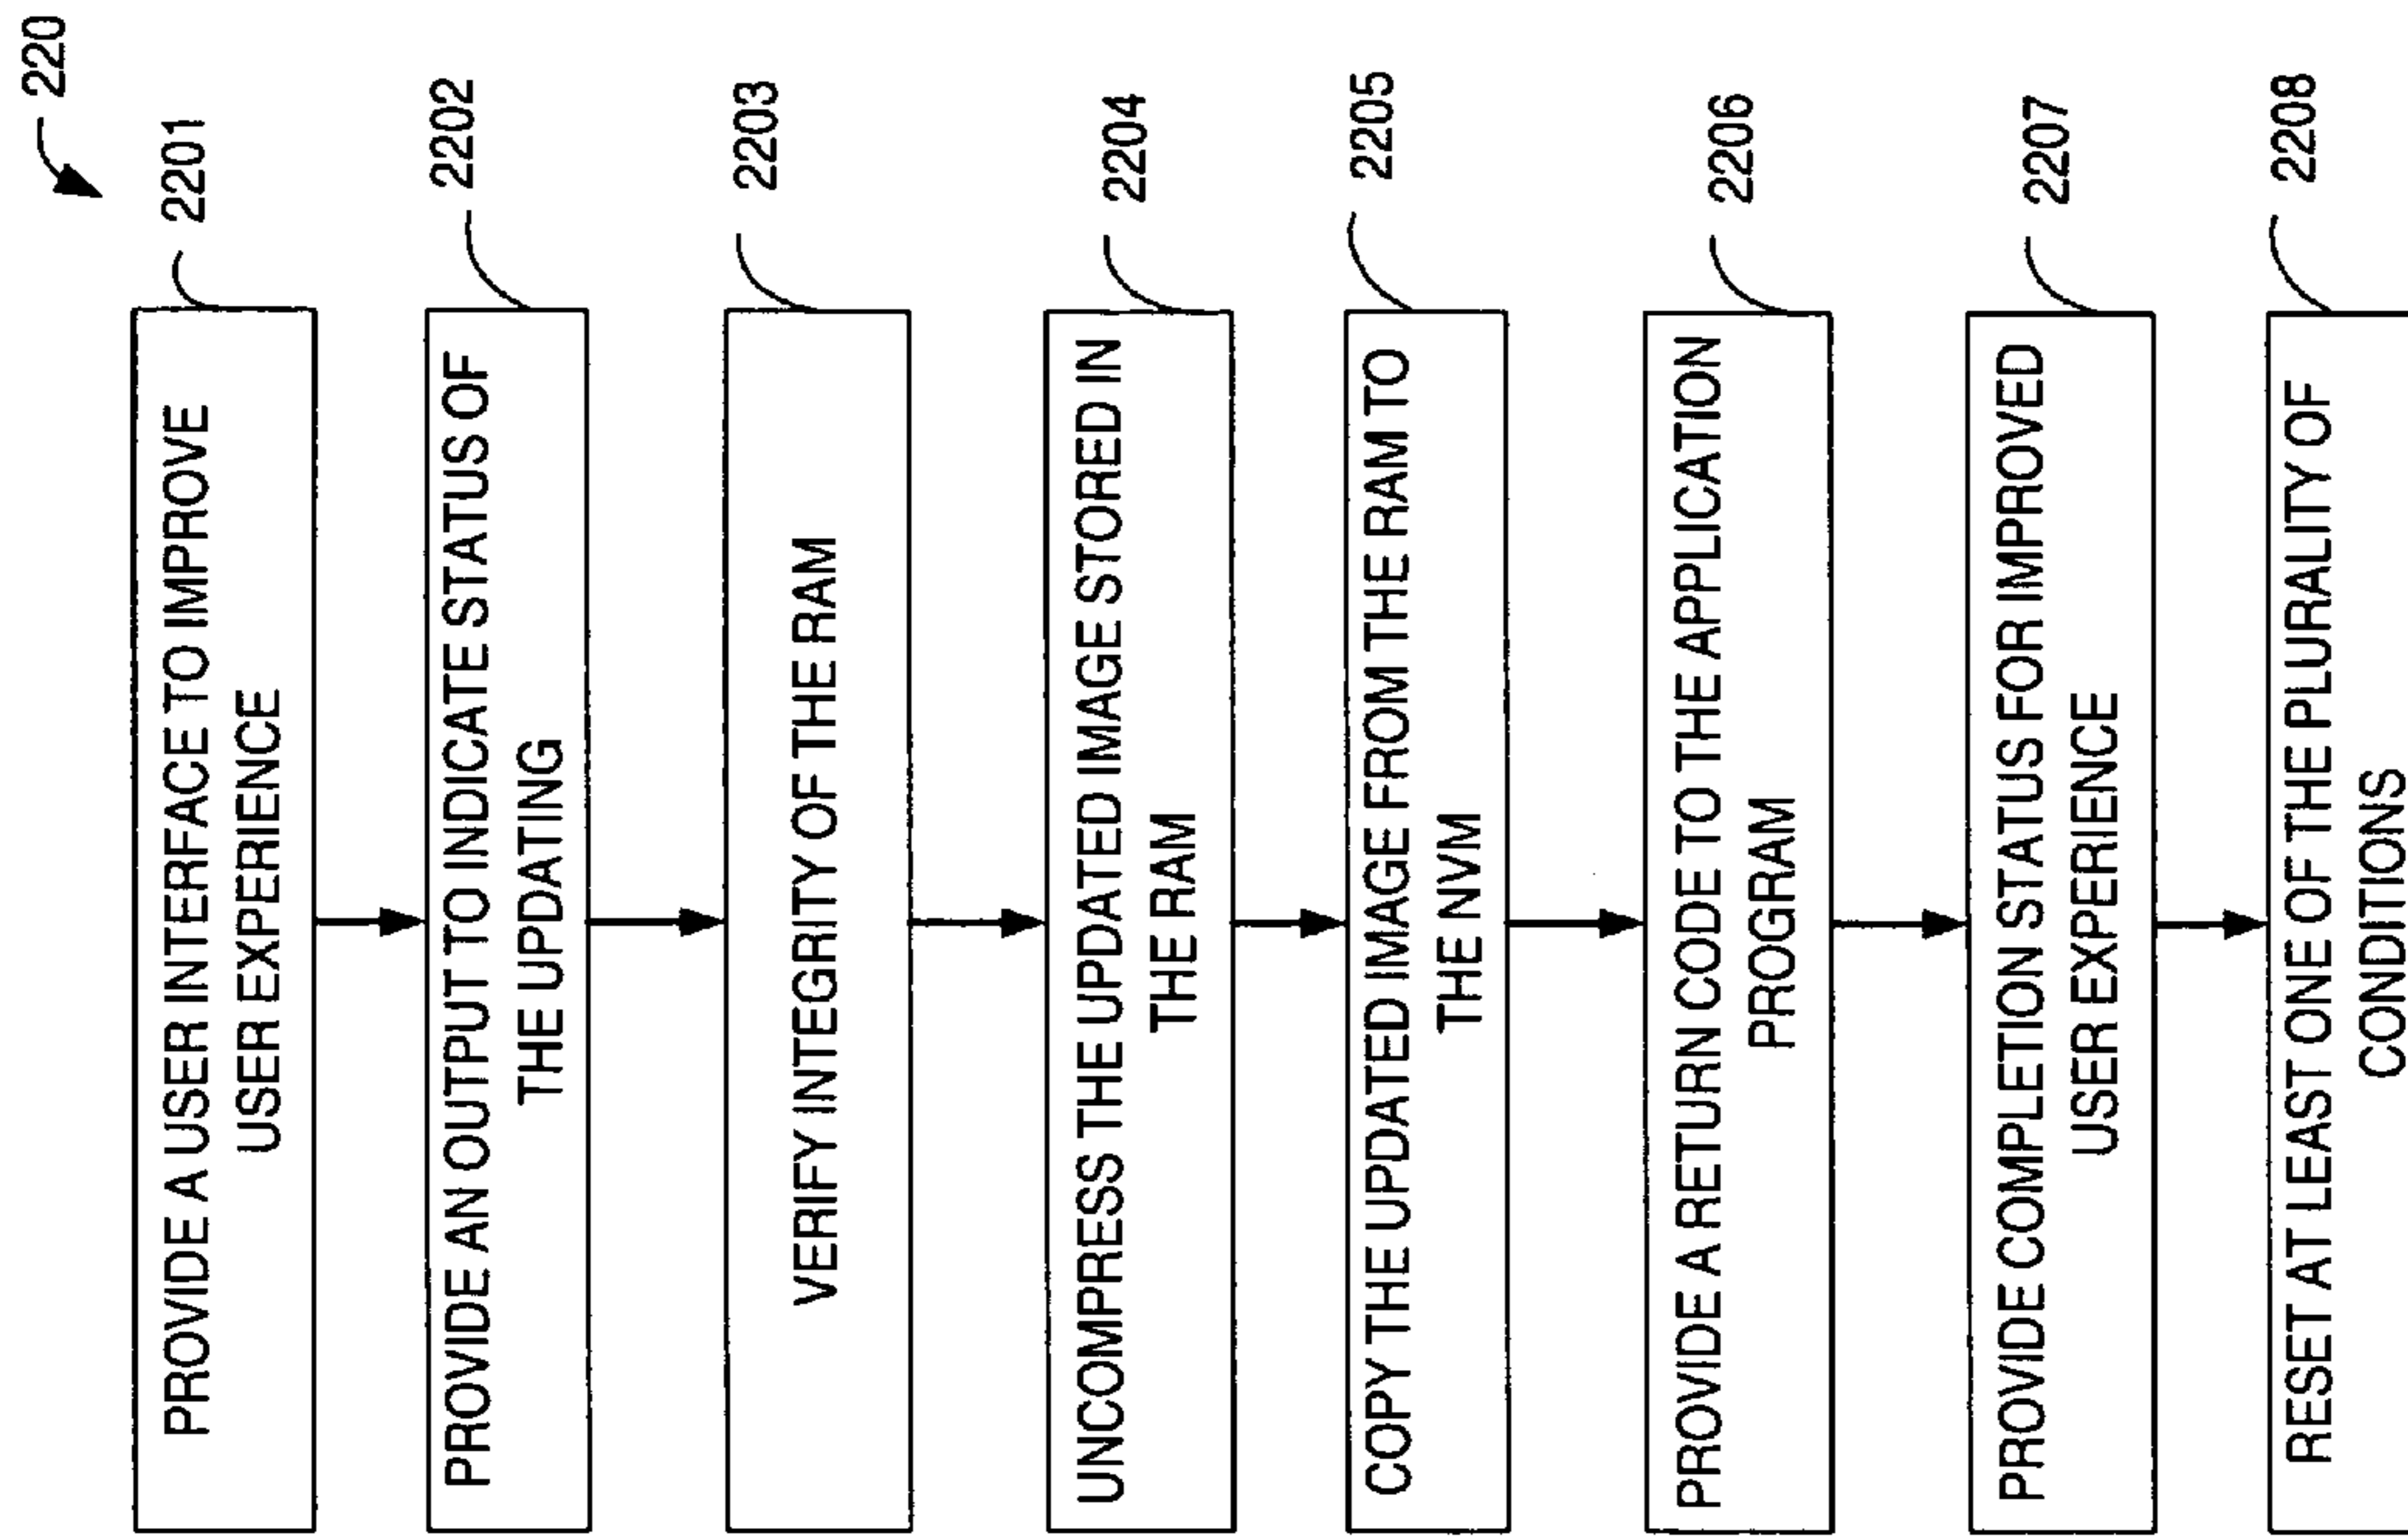 220
PROVIDE A USER INTERFACE TO IMPROVE
USER EXPERIENCE
2201
PROVIDE AN OUTPUT TO INDICATE STATUS OF
THE UPDATING
2202
VERIFY INTEGRITY OF THE RAM
2203
UNCOMPRESS THE UPDATED IMAGE STORED IN
THE RAM
2204
COPY THE UPDATED IMAGE FROM THE RAM TO
THE NVM
2205
PROVIDE A RETURN CODE TO THE APPLICATION
PROGRAM
2206
PROVIDE COMPLETION STATUS FOR IMPROVED
USER EXPERIENCE
2207
RESET AT LEAST ONE OF THE PLURALITY OF
CONDITIONS
2208